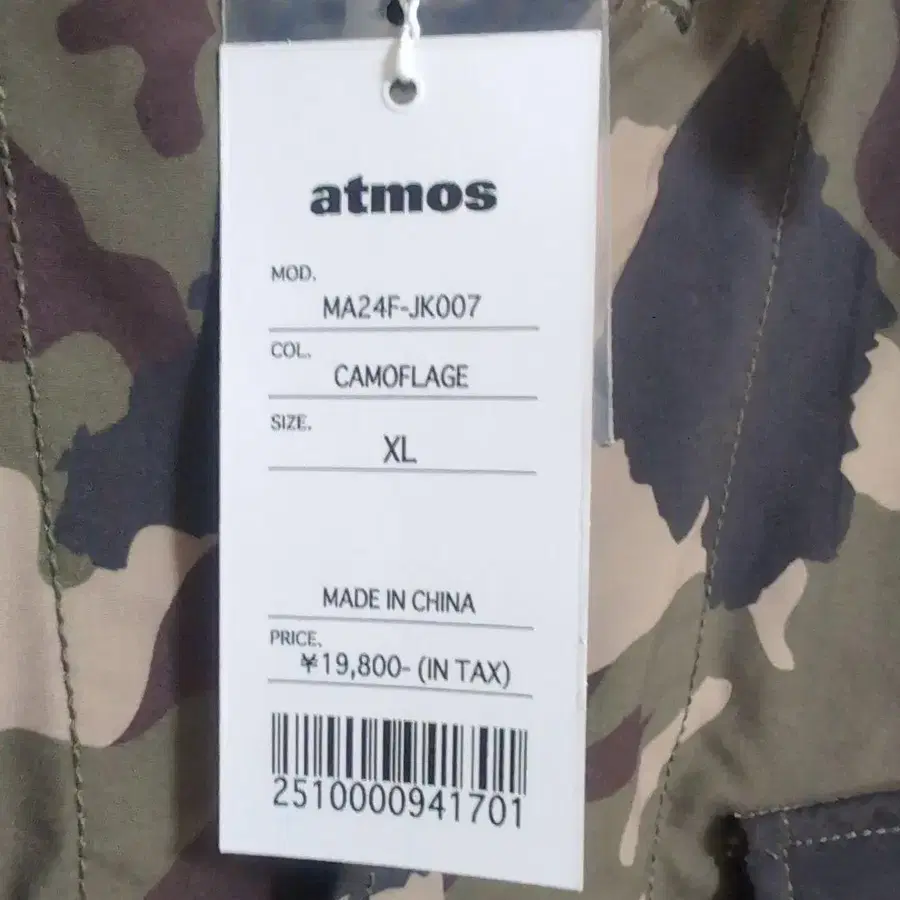 atmos
MOD.
MA24F-JK007
COL.
CAMOFLAGE
SIZE.
XL
MADE IN CHINA
PRICE.
¥19,800- (IN TAX)
2510000941701